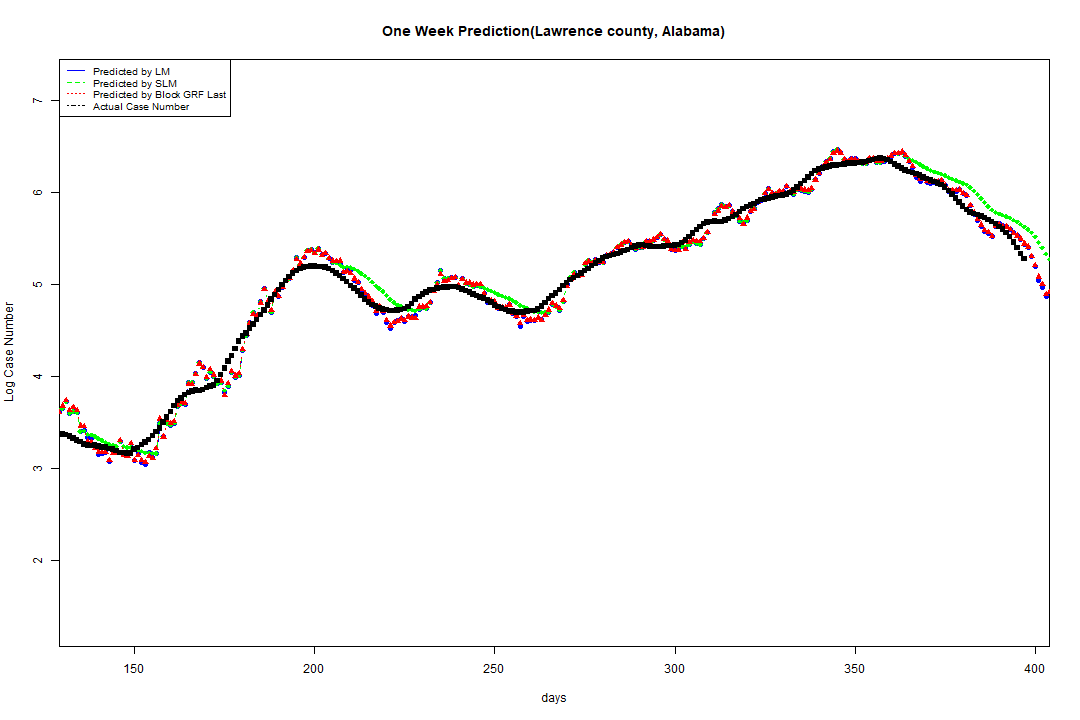 One Week Prediction(Lawrence county, Alabama)
Predicted by LM
Predicted by SLM
Predicted by Block GRF Last
Actual Case Number
7
6
5
4
3
2
Log Case Number
150 200 250 300 350 400
days